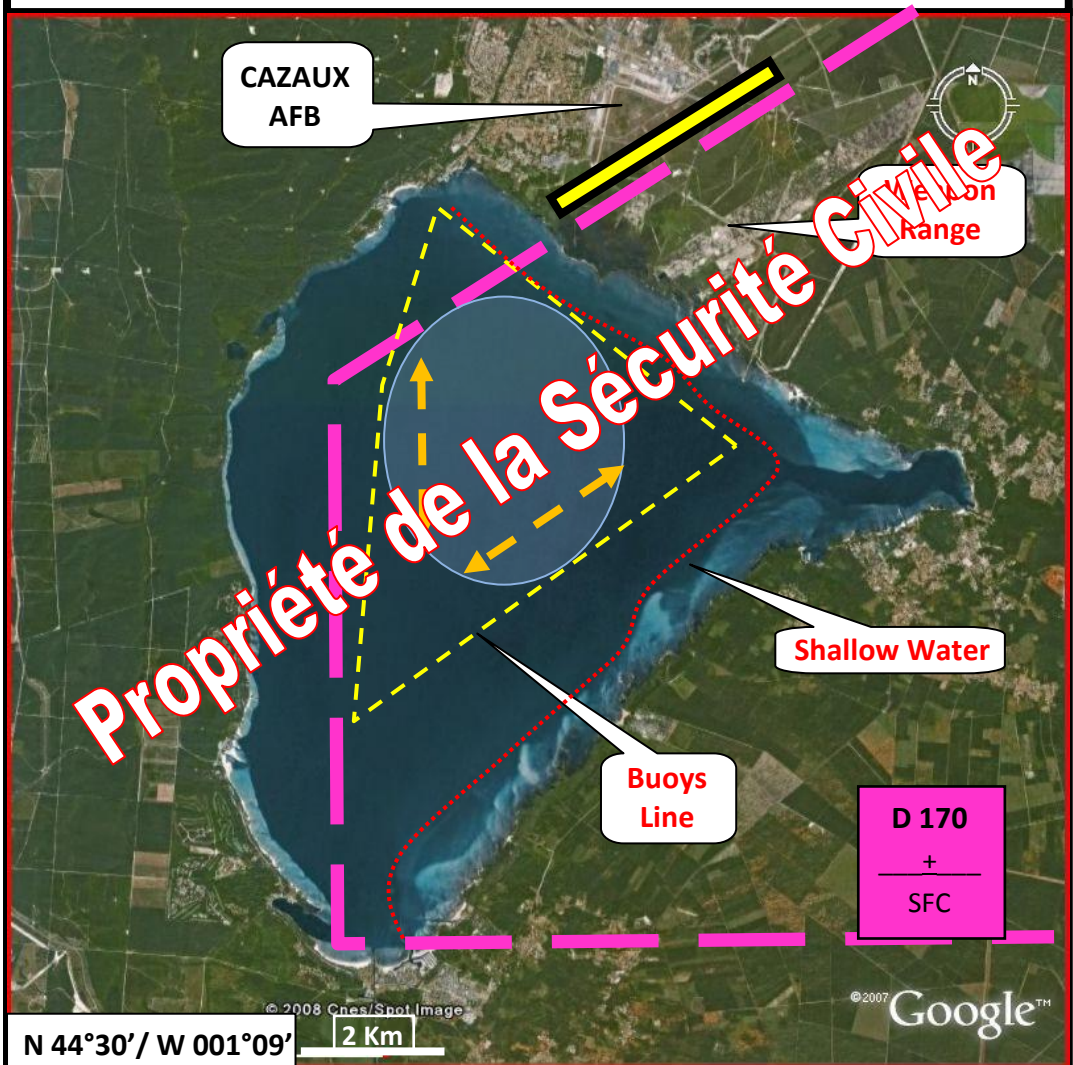 CAZAUX
AFB
N
Range
Propriété de la Sécurité Civile
Shallow Water
Buoys
Line
D 170
+
SFC
© 2008 Cnes/Spot Image
©2007 Google™
2 Km
N 44°30’/ W 001°09’